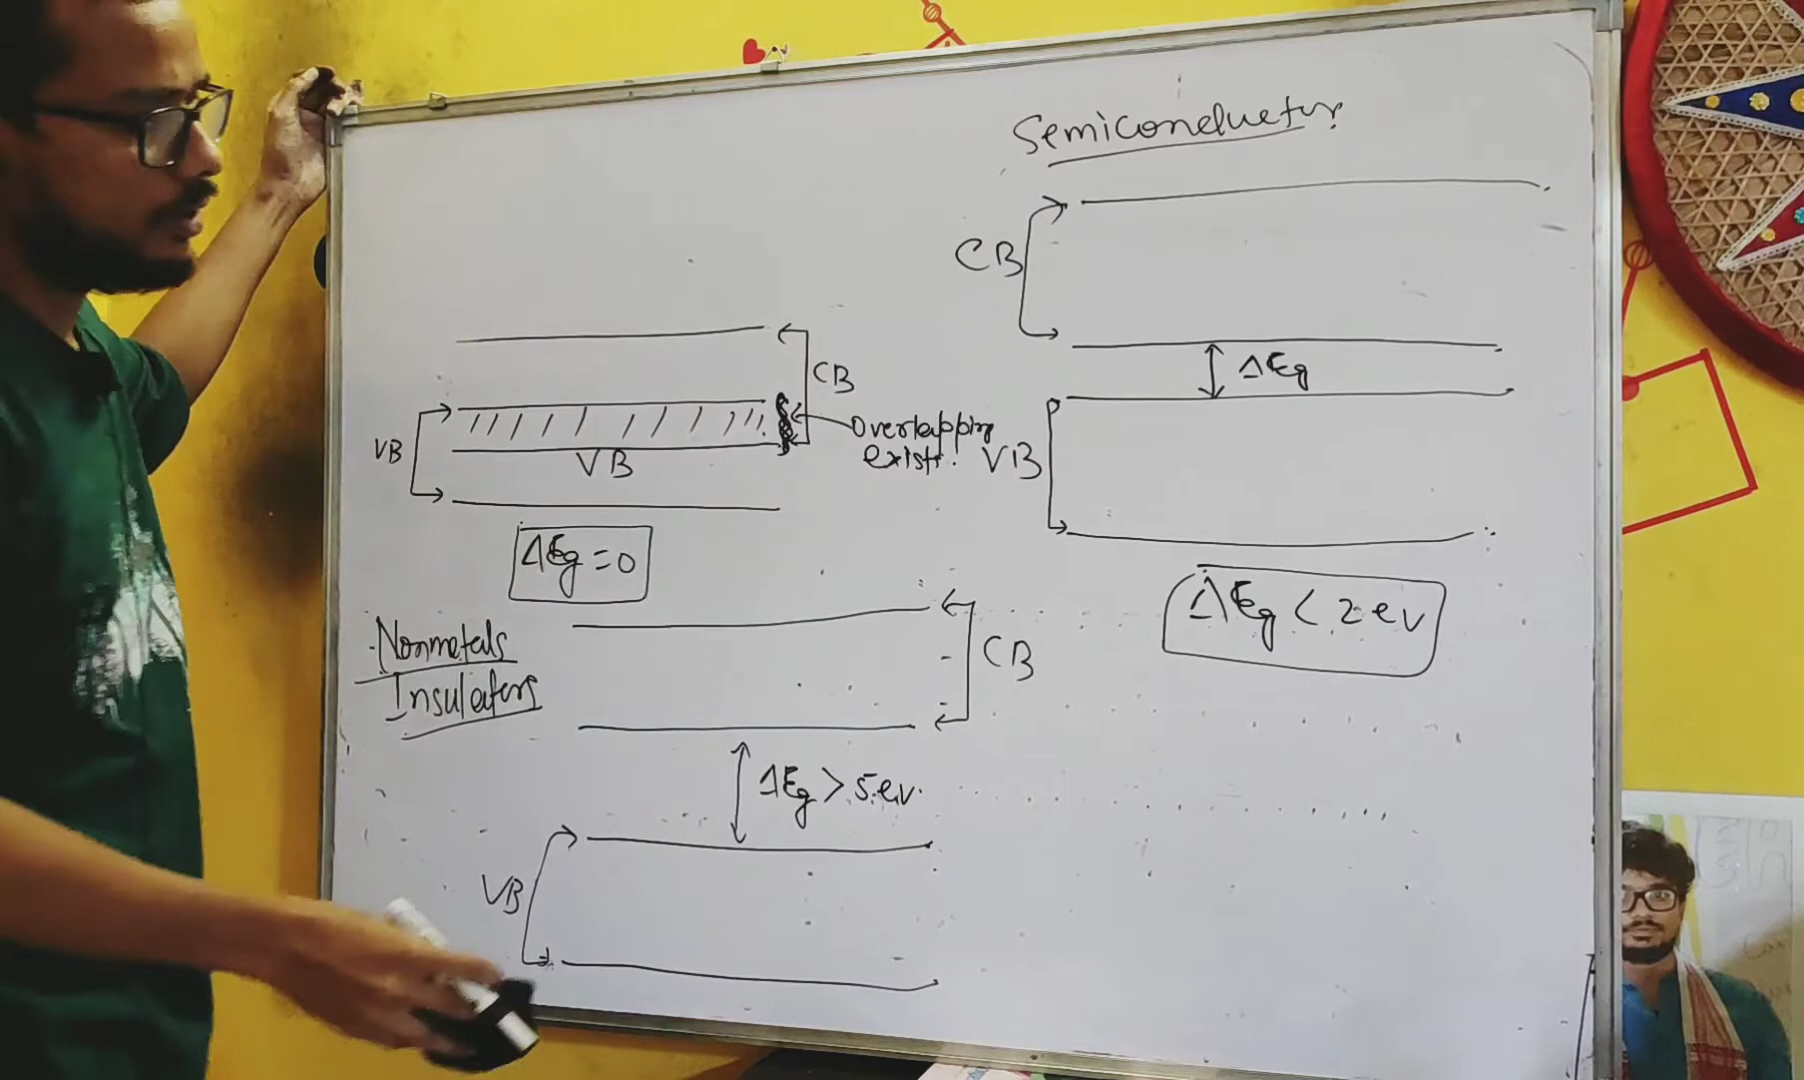 Semiconductor
CB
ΔEg
VB
ΔEg < 2 ev
CB
Overlapping
exists.
VB
VB
ΔEg = 0
Nonmetals
Insulators
CB
ΔEg > 5 ev.
VB